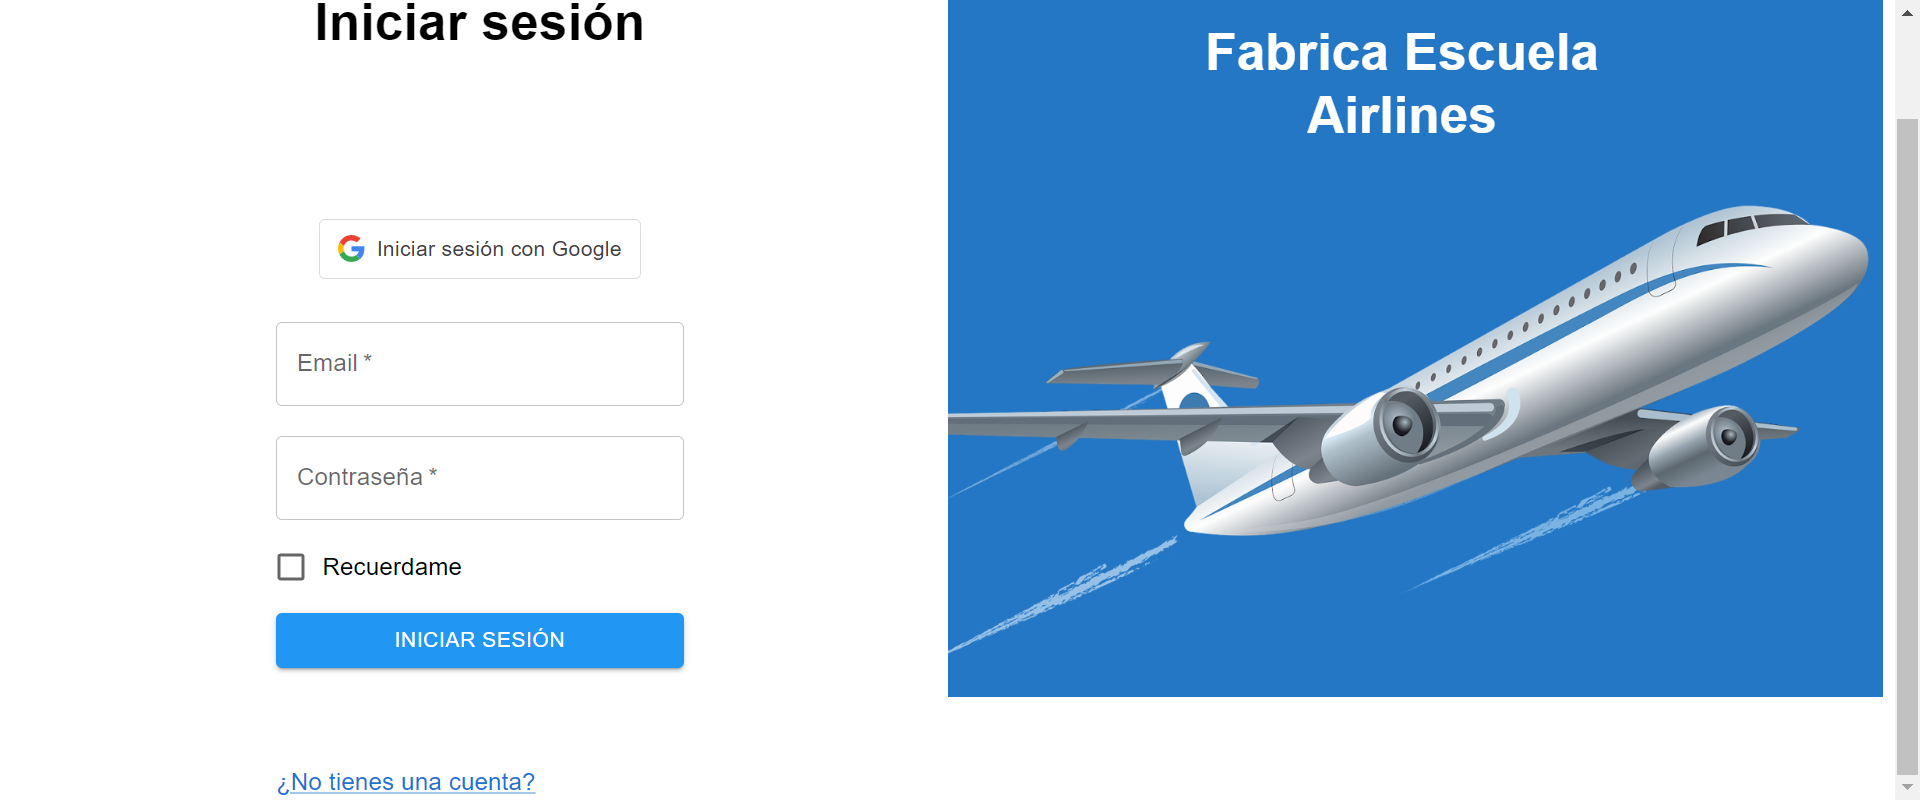 Iniciar sesión
Iniciar sesión con Google
Email *
Contraseña *
Recuerdame
INICIAR SESIÓN
¿No tienes una cuenta?
Fabrica Escuela
Airlines